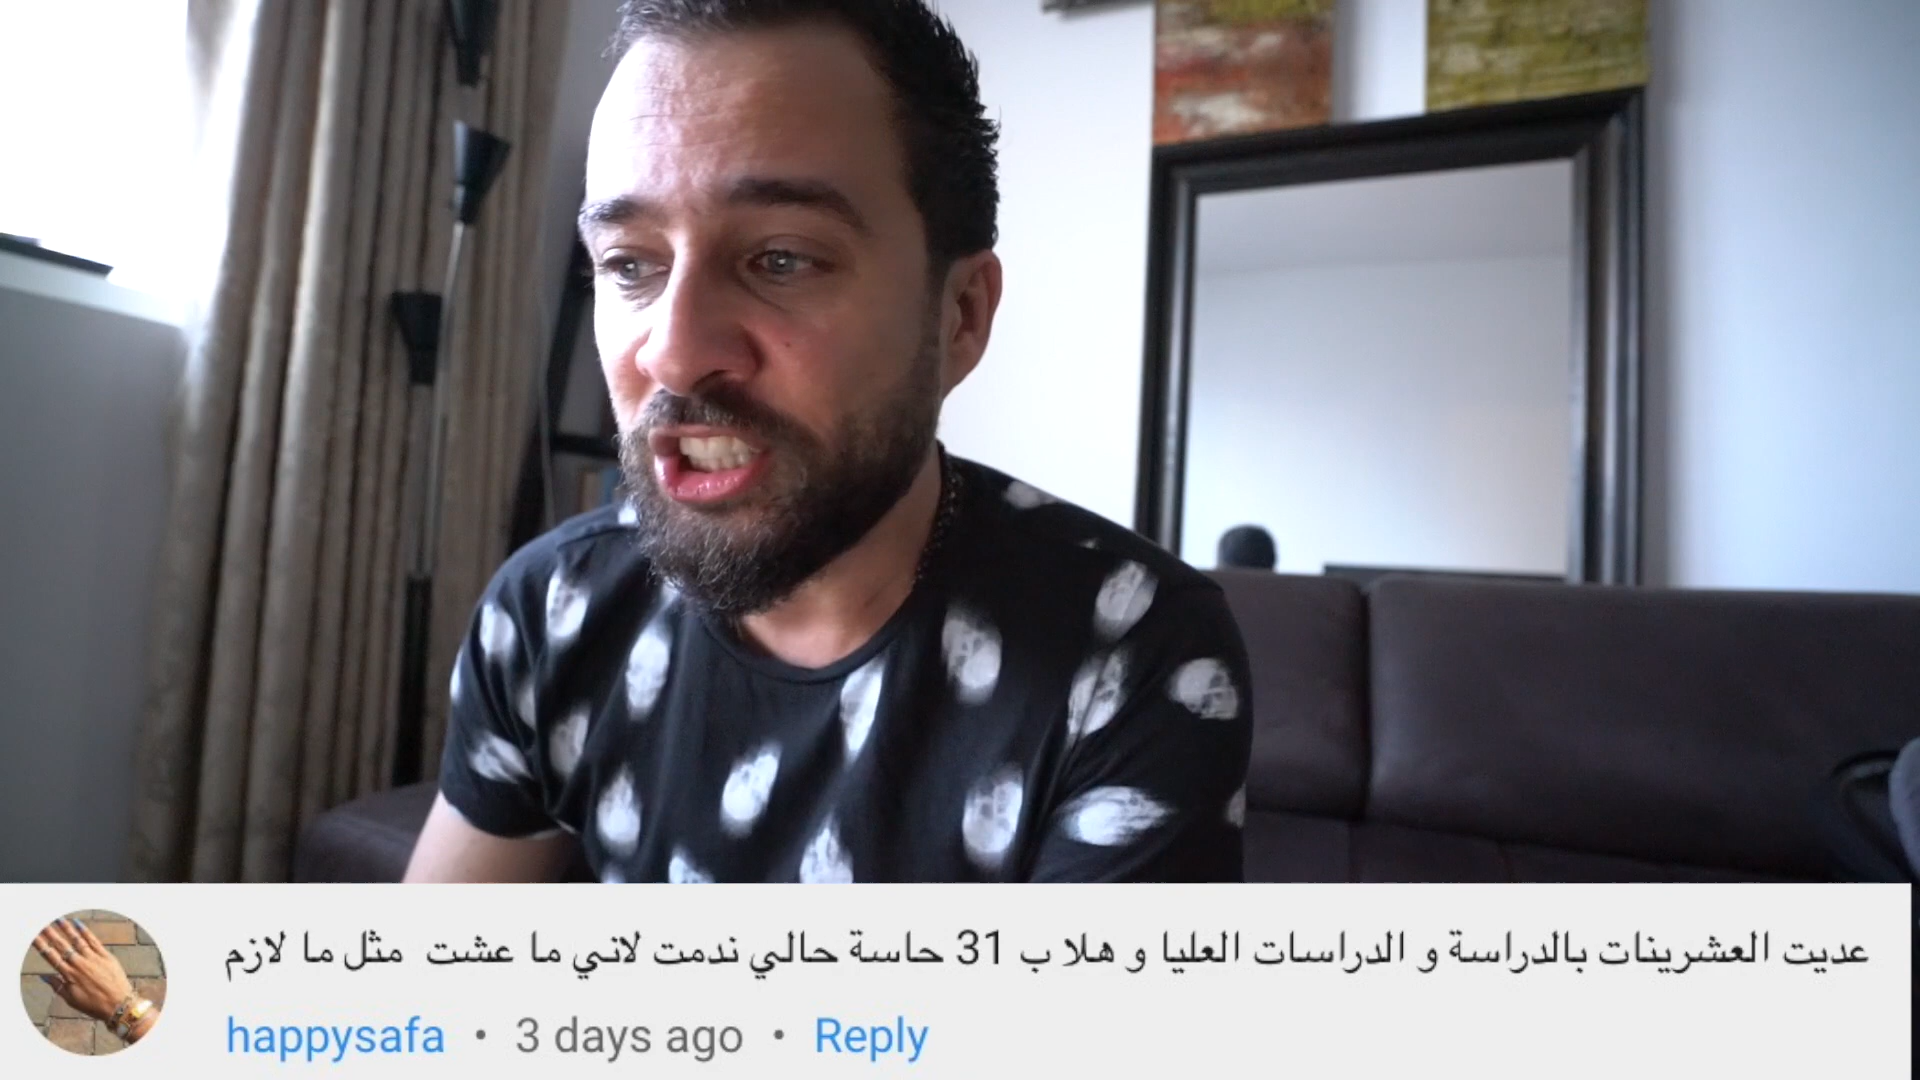 عديت العشرينات بالدراسة و الدراسات العليا و هلا ب 31 حاسة حالي ندمت لاني ما عشت مثل ما لازم
happysafa • 3 days ago • Reply